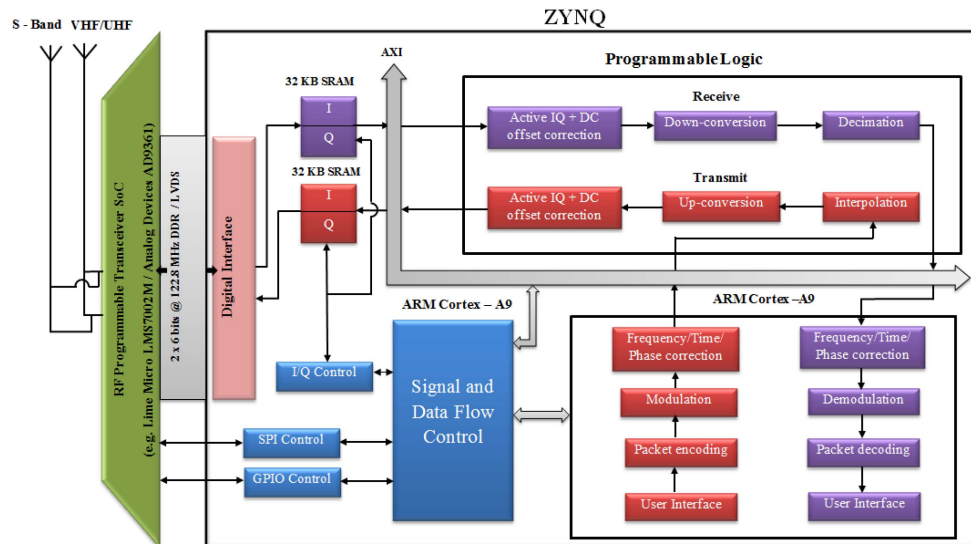 ZYNQ
S - Band VHF/UHF
AXI
32 KB SRAM
I
Q
32 KB SRAM
I
Q
Programmable Logic
Receive
Active IQ + DC
offset correction
Down-conversion
Decimation
Transmit
Active IQ + DC
offset correction
Up-conversion
Interpolation
RF Programmable Transceiver SoC
(e.g. Lime Micro LMS7002M / Analog Devices AD9361)
2 x 6 bits @ 122.8 MHz DDR / LVDS
Digital Interface
ARM Cortex – A9
I/Q Control
SPI Control
GPIO Control
Signal and
Data Flow
Control
ARM Cortex –A9
Frequency/Time/
Phase correction
Modulation
Packet encoding
User Interface
Frequency/Time/
Phase correction
Demodulation
Packet decoding
User Interface